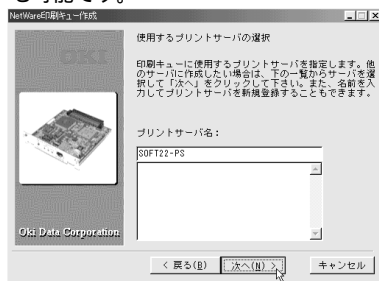 も可能です。
NetWare印刷キュー作成
OKI
使用するプリントサーバの選択
印刷キューに使用するプリントサーバを指定します。他
のサーバに作成したい場合は、下の一覧からサーバを選
択して「次へ」をクリックして下さい。また、名前を入
力してプリントサーバを新規登録することもできます。
プリントサーバ名：
SOFT22-PS
Oki Data Corporation
< 戻る(B)
次へ(N) >
キャンセル